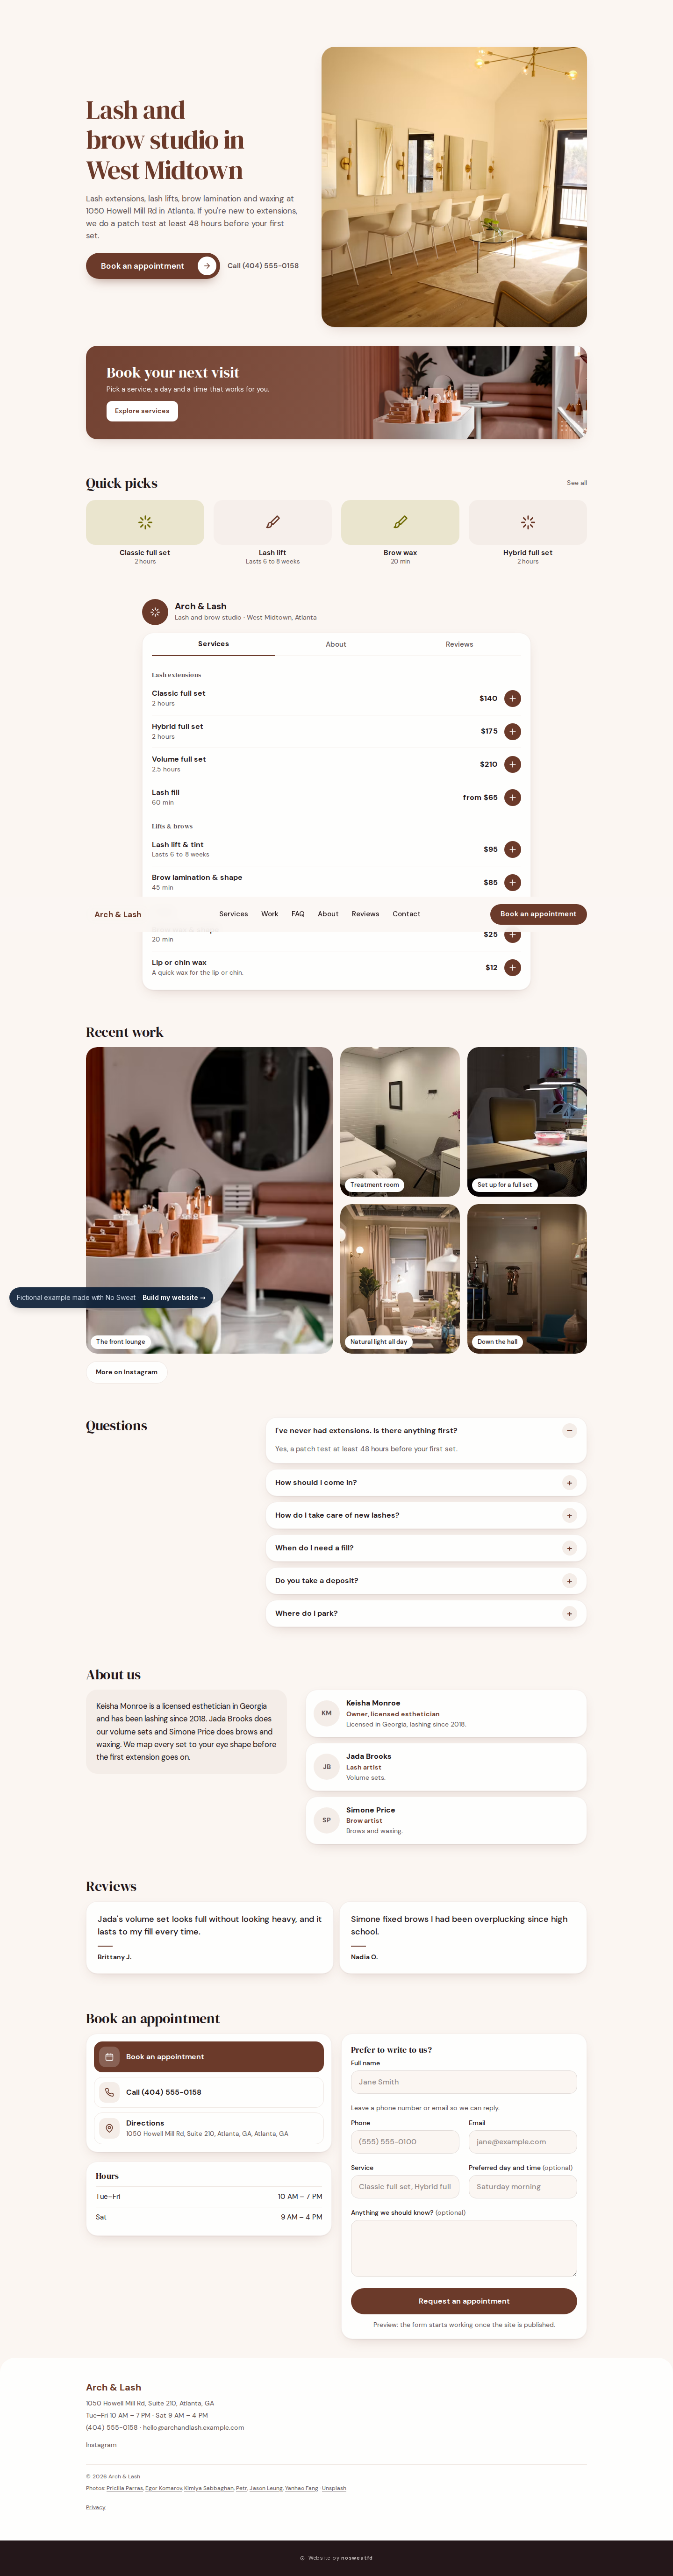 Lash and
brow studio in
West Midtown
Lash extensions, lash lifts, brow lamination and waxing at
1050 Howell Mill Rd in Atlanta. If you're new to extensions,
we do a patch test at least 48 hours before your first
set.
Book an appointment
Call (404) 555-0158
Book your next visit
Pick a service, a day and a time that works for you.
Explore services
Quick picks
See all
Classic full set
2 hours
Lash lift
Lasts 6 to 8 weeks
Brow wax
20 min
Hybrid full set
2 hours
Arch & Lash
Lash and brow studio · West Midtown, Atlanta
Services
About
Reviews
Lash extensions
Classic full set
2 hours
$140
Hybrid full set
2 hours
$175
Volume full set
2.5 hours
$210
Lash fill
60 min
from $65
Lifts & brows
Lash lift & tint
Lasts 6 to 8 weeks
$95
Brow lamination & shape
45 min
$85
Arch & Lash
Services
Work
FAQ
About
Reviews
Contact
Book an appointment
20 min
$25
Lip or chin wax
A quick wax for the lip or chin.
$12
Recent work
Treatment room
Set up for a full set
Fictional example made with No Sweat · Build my website →
The front lounge
Natural light all day
Down the hall
More on Instagram
Questions
I've never had extensions. Is there anything first?
Yes, a patch test at least 48 hours before your first set.
How should I come in?
How do I take care of new lashes?
When do I need a fill?
Do you take a deposit?
Where do I park?
About us
Keisha Monroe is a licensed esthetician in Georgia
and has been lashing since 2018. Jada Brooks does
our volume sets and Simone Price does brows and
waxing. We map every set to your eye shape before
the first extension goes on.
KM
Keisha Monroe
Owner, licensed esthetician
Licensed in Georgia, lashing since 2018.
JB
Jada Brooks
Lash artist
Volume sets.
SP
Simone Price
Brow artist
Brows and waxing.
Reviews
Jada's volume set looks full without looking heavy, and it
lasts to my fill every time.
Brittany J.
Simone fixed brows I had been overplucking since high
school.
Nadia O.
Book an appointment
Book an appointment
Call (404) 555-0158
Directions
1050 Howell Mill Rd, Suite 210, Atlanta, GA, Atlanta, GA
Hours
Tue–Fri
10 AM – 7 PM
Sat
9 AM – 4 PM
Prefer to write to us?
Full name
Jane Smith
Leave a phone number or email so we can reply.
Phone
Email
(555) 555-0100
jane@example.com
Service
Preferred day and time (optional)
Classic full set, Hybrid full
Saturday morning
Anything we should know? (optional)
Request an appointment
Preview: the form starts working once the site is published.
Arch & Lash
1050 Howell Mill Rd, Suite 210, Atlanta, GA
Tue–Fri 10 AM – 7 PM · Sat 9 AM – 4 PM
(404) 555-0158 · hello@archandlash.example.com
Instagram
© 2026 Arch & Lash
Photos: Pricilla Parras, Egor Komarov, Kimiya Sabbaghan, Petr, Jason Leung, Yanhao Fang · Unsplash
Privacy
Website by nosweatfd